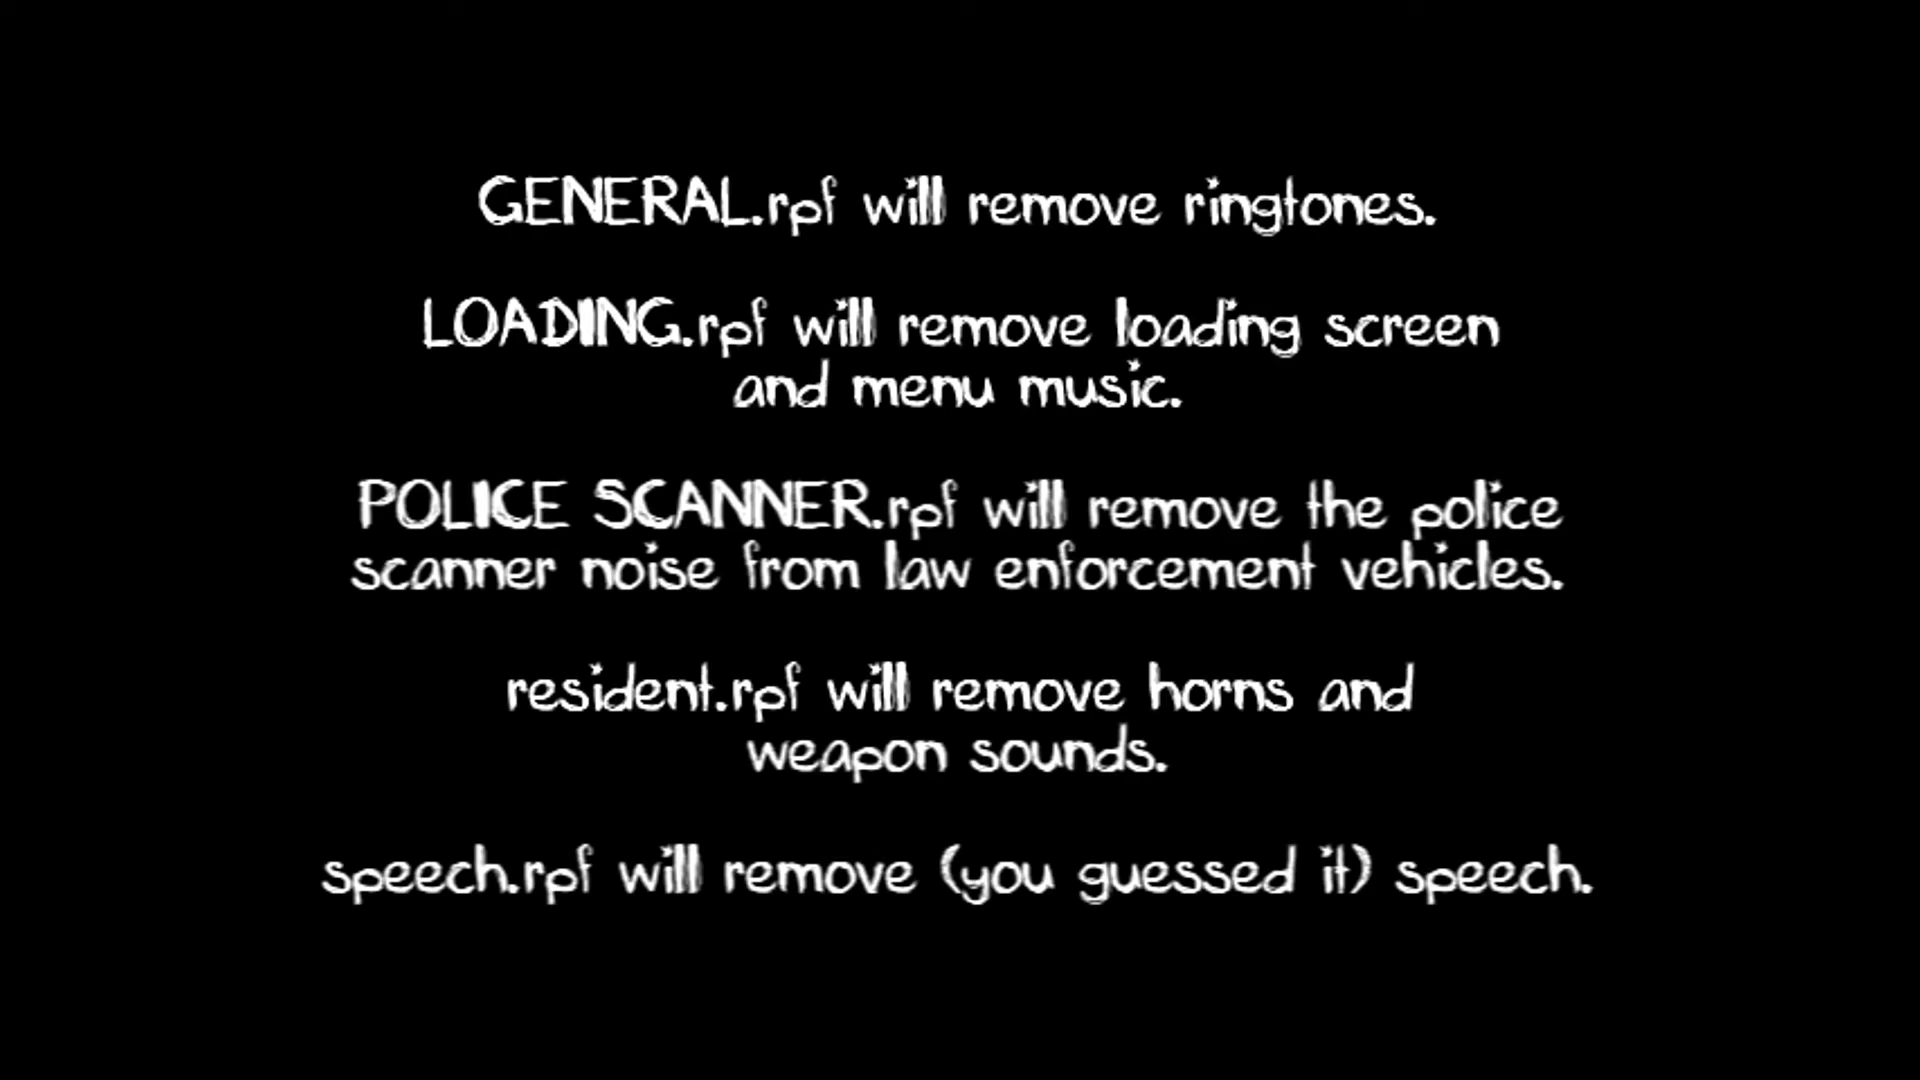 GENERAL.rpf will remove ringtones.
LOADING.rpf will remove loading screen
and menu music.
POLICE SCANNER.rpf will remove the police
scanner noise from law enforcement vehicles.
resident.rpf will remove horns and
weapon sounds.
speech.rpf will remove (you guessed it) speech.